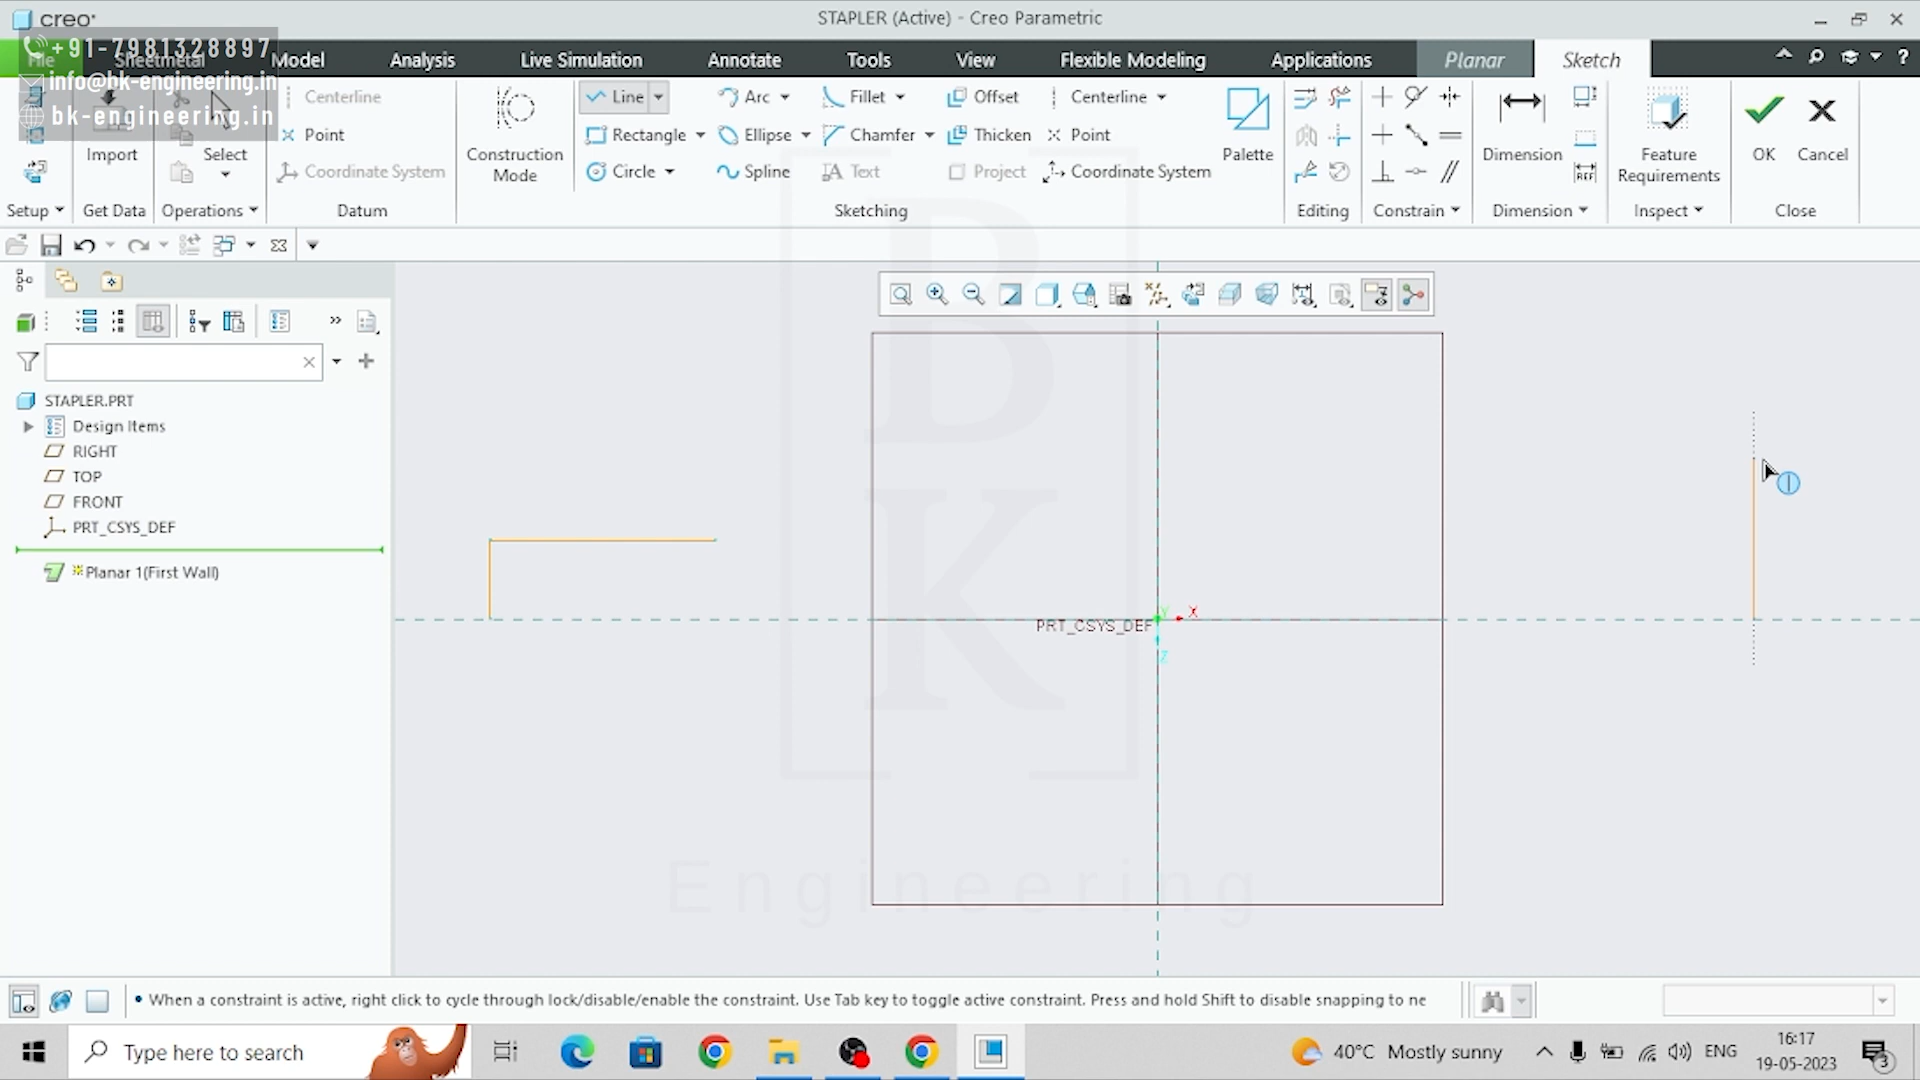 creo
STAPLER (Active) - Creo Parametric
+91-7981328897
File
Sheetmetal
Model
Analysis
Live Simulation
Annotate
Tools
View
Flexible Modeling
Applications
Planar
Sketch
info@bk-engineering.in
bk-engineering.in
Centerline
Line
Arc
Fillet
Offset
Centerline
Point
Rectangle
Ellipse
Chamfer
Thicken
Point
Import
Select
Construction
Mode
Palette
Dimension
Feature
Requirements
OK
Cancel
Coordinate System
Circle
Spline
Text
Project
Coordinate System
REF
Setup
Get Data
Operations
Datum
Sketching
Editing
Constrain
Dimension
Inspect
Close
STAPLER.PRT
Design Items
RIGHT
TOP
FRONT
PRT_CSYS_DEF
Planar 1(First Wall)
BK
Y
X
PRT_CSYS_DEF
Z
Engineering
• When a constraint is active, right click to cycle through lock/disable/enable the constraint. Use Tab key to toggle active constraint. Press and hold Shift to disable snapping to ne
Type here to search
40°C Mostly sunny
ENG
16:17
19-05-2023
3